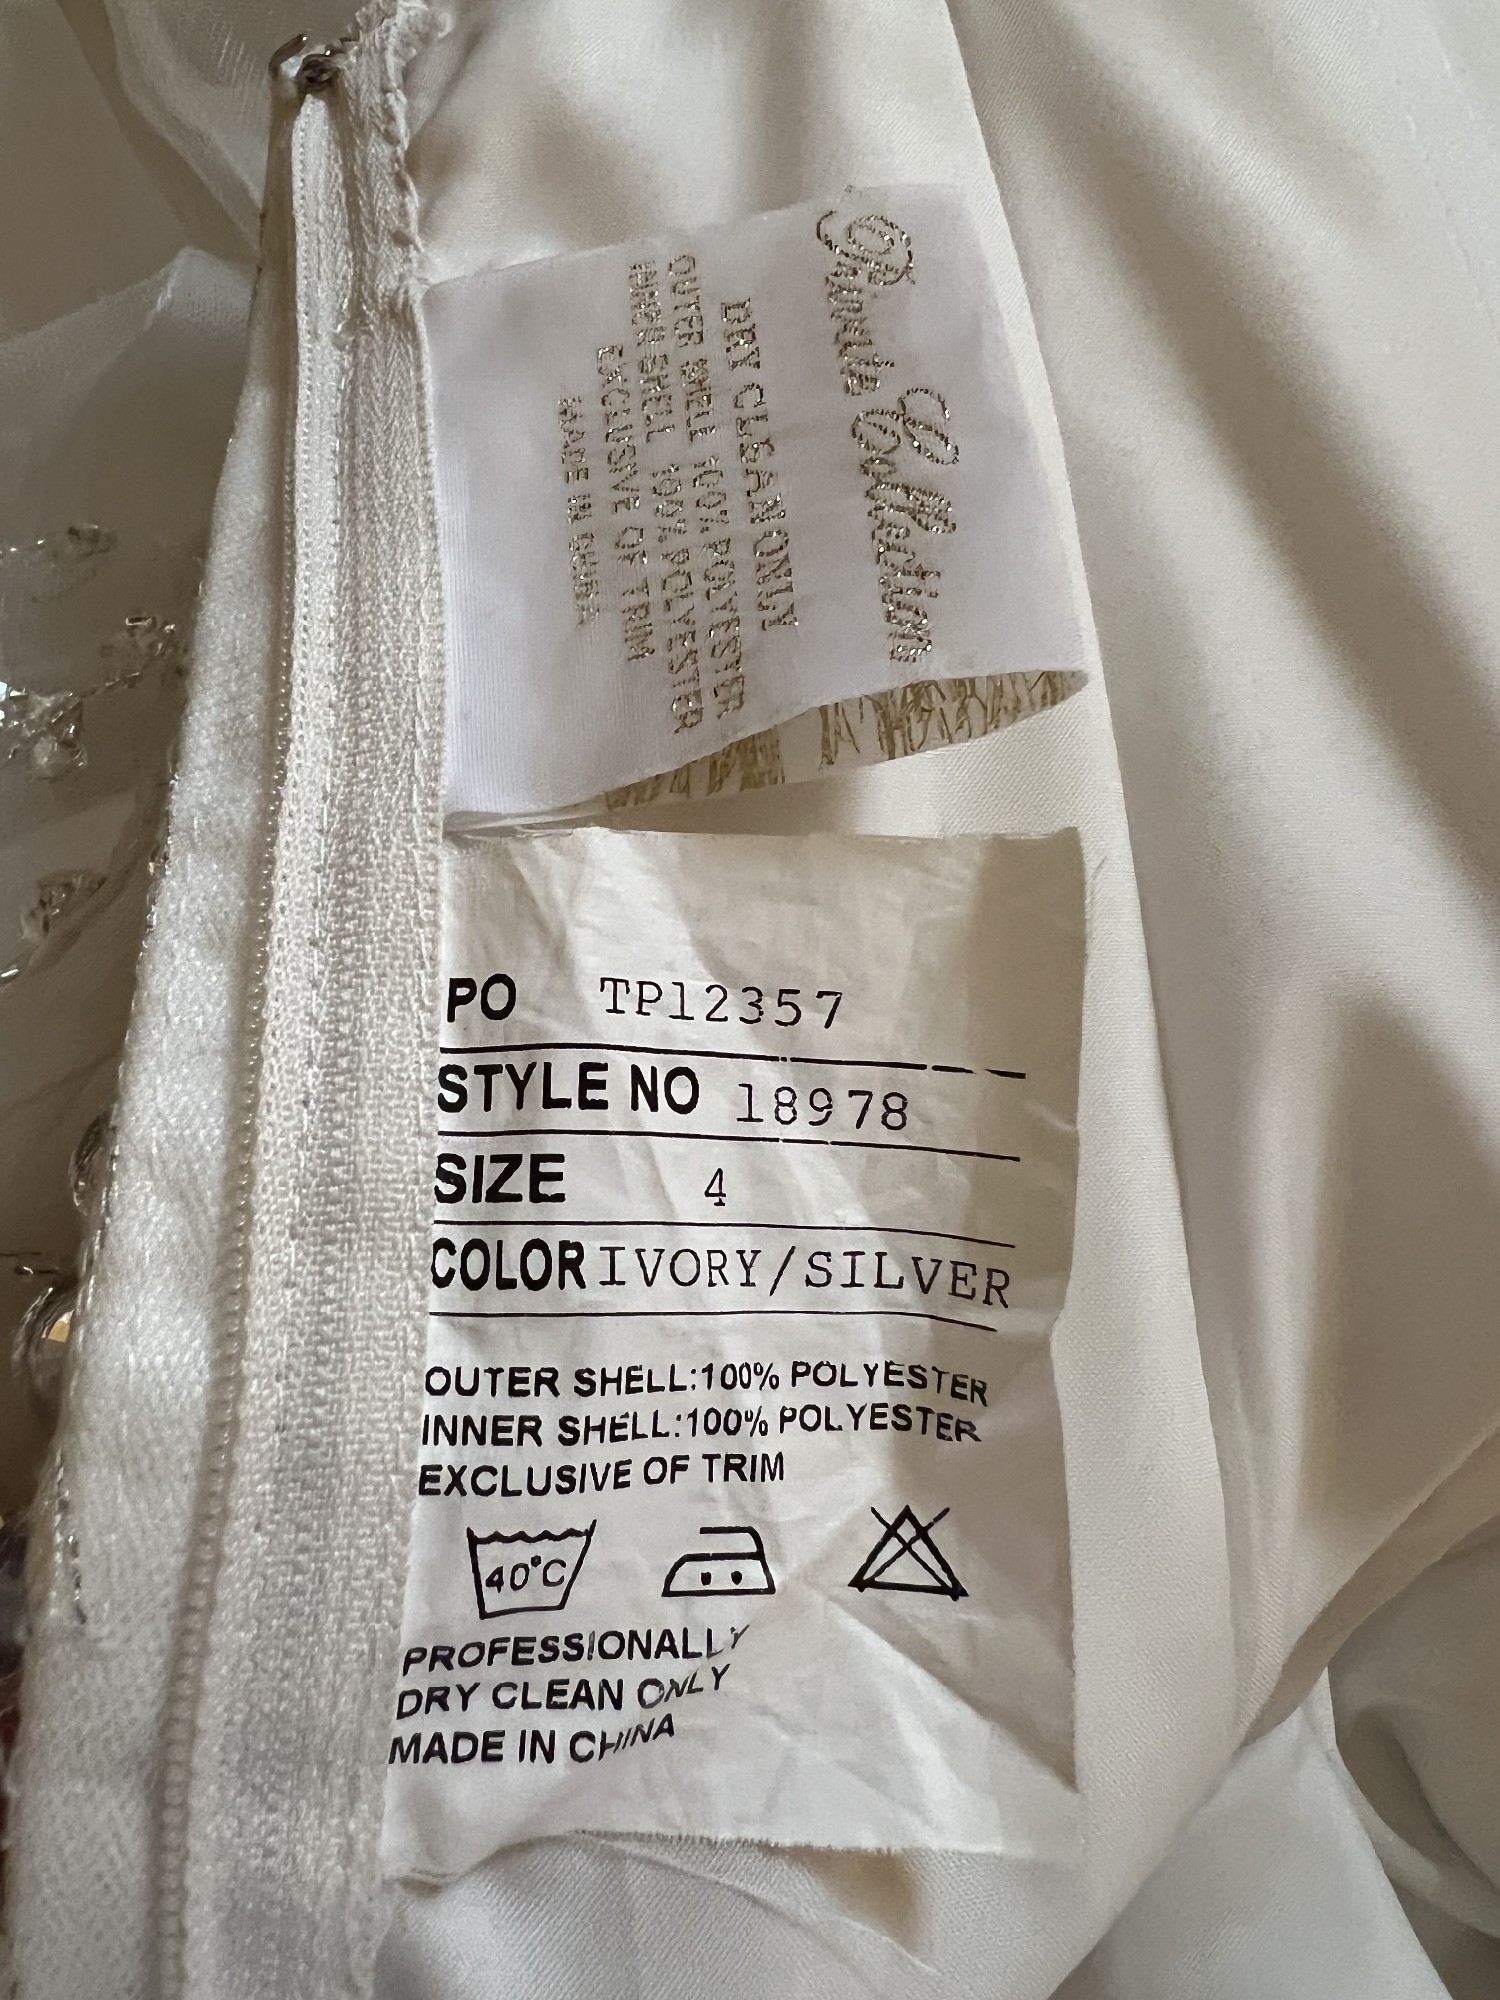 Private Collection
DRY CLEAN ONLY
OUTER SHELL 100% POLYESTER
INNER SHELL 100% POLYESTER
EXCLUSIVE OF TRIM
MADE IN CHINA
PO TP12357
STYLE NO 18978
SIZE 4
COLOR IVORY/SILVER
OUTER SHELL:100% POLYESTER
INNER SHELL:100% POLYESTER
EXCLUSIVE OF TRIM
40°C
PROFESSIONALLY
DRY CLEAN ONLY
MADE IN CHINA